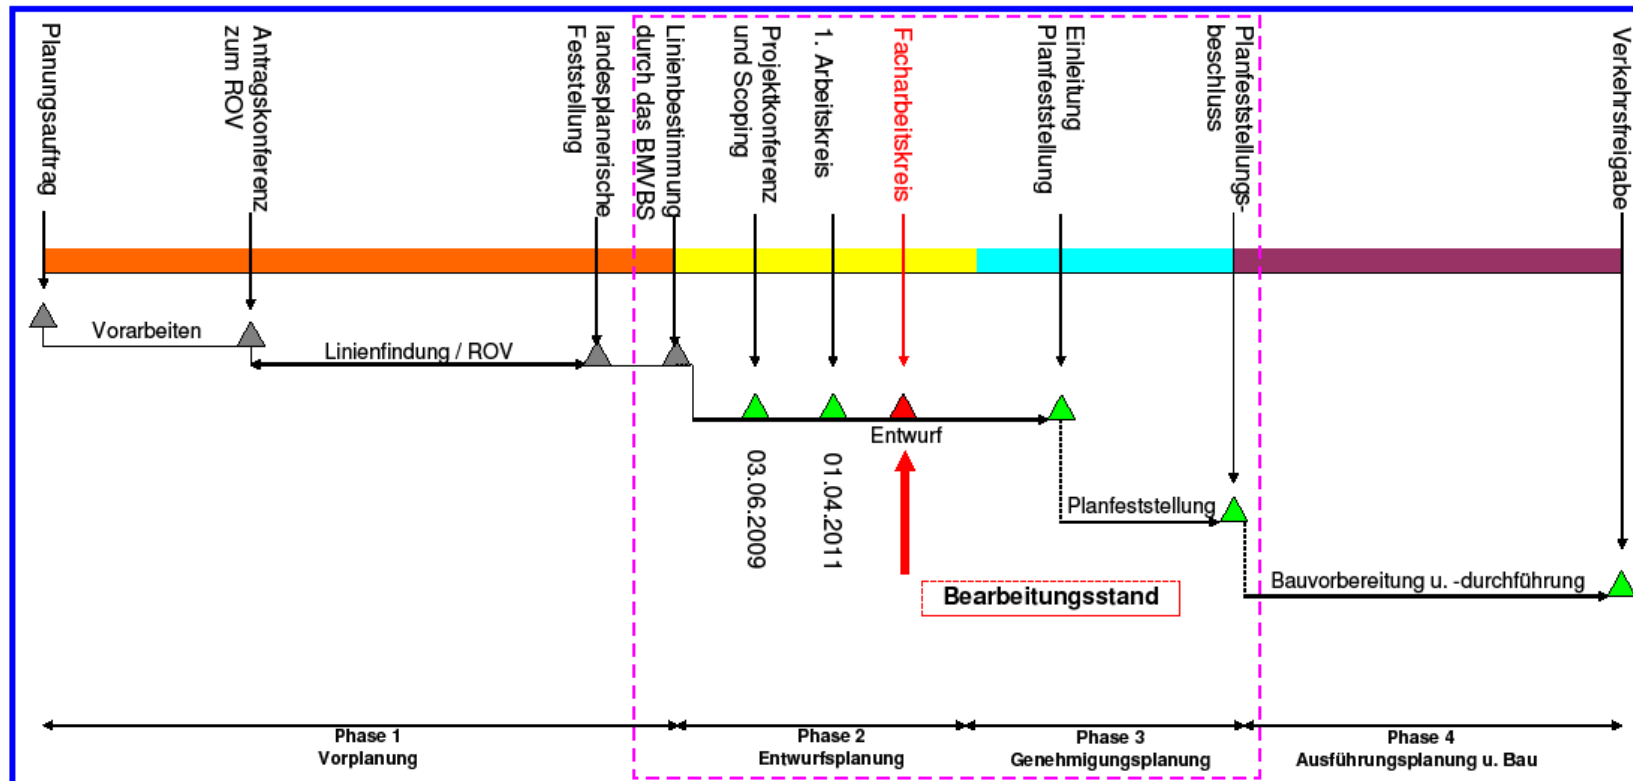 Planungsauftrag
Antragskonferenz
zum ROV
landesplanerische
Feststellung
Linienbestimmung
durch das BMVBS
Projektkonferenz
und Scoping
1. Arbeitskreis
Facharbeitskreis
Einleitung
Planfeststellung
Planfeststellungs-
beschluss
Verkehrsfreigabe
Vorarbeiten
Linienfindung / ROV
Entwurf
03.06.2009
01.04.2011
Planfeststellung
Bauvorbereitung u. -durchführung
Bearbeitungsstand
Phase 1
Vorplanung
Phase 2
Entwurfsplanung
Phase 3
Genehmigungsplanung
Phase 4
Ausführungsplanung u. Bau